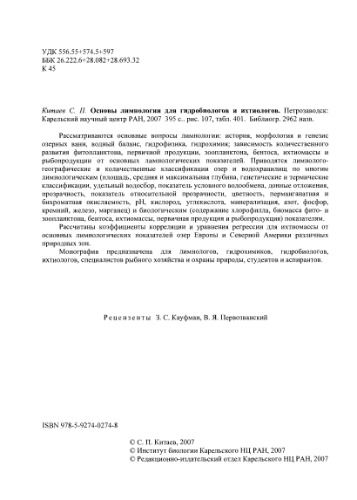 УДК 556.55+574.5+597
ББК 26.222.6+28.082+28.693.32
К 45
Китаев С. П. Основы лимнологии для гидробиологов и ихтиологов. Петрозаводск:
Карельский научный центр РАН, 2007 395 с.. рис. 107, табл. 401. Библиогр. 2962 назв.
Рассматриваются основные вопросы лимнологии: история, морфология и генезис
озерных ванн, водный баланс, гидрофизика, гидрохимия; зависимость количественного
развития фитопланктона, первичной продукции, зоопланктона, бентоса, ихтиомассы и
рыбопродукции от основных лимнологических показателей. Приводятся лимнолого-
географические и количественные классификации озер и водохранилищ по многим
лимнологическим (площадь, средняя и максимальная глубина, генетические и термические
классификации, удельный водосбор, показатель условного водообмена, донные отложения,
прозрачность, показатель относительной прозрачности, цветность, перманганатная и
бихроматная окисляемость, рН, кислород, углекислота, минерализация, азот, фосфор,
кремний, железо, марганец) и биологическим (содержание хлорофилла, биомасса фито- и
зоопланктона, бентоса, ихтиомассы, первичная продукция и рыбопродукция) показателям.
Рассчитаны коэффициенты корреляции и уравнения регрессии для ихтиомассы от
основных лимнологических показателей озер Европы и Северной Америки различных
природных зон.
Монография предназначена для лимнологов, гидрохимиков, гидробиологов,
ихтиологов, специалистов рыбного хозяйства и охраны природы, студентов и аспирантов.
Рецензенты З. С. Кауфман, В. Я. Первозванский
ISBN 978-5-9274-0274-8
© С. П. Китаев, 2007
© Институт биологии Карельского НЦ РАН, 2007
© Редакционно-издательский отдел Карельского НЦ РАН, 2007